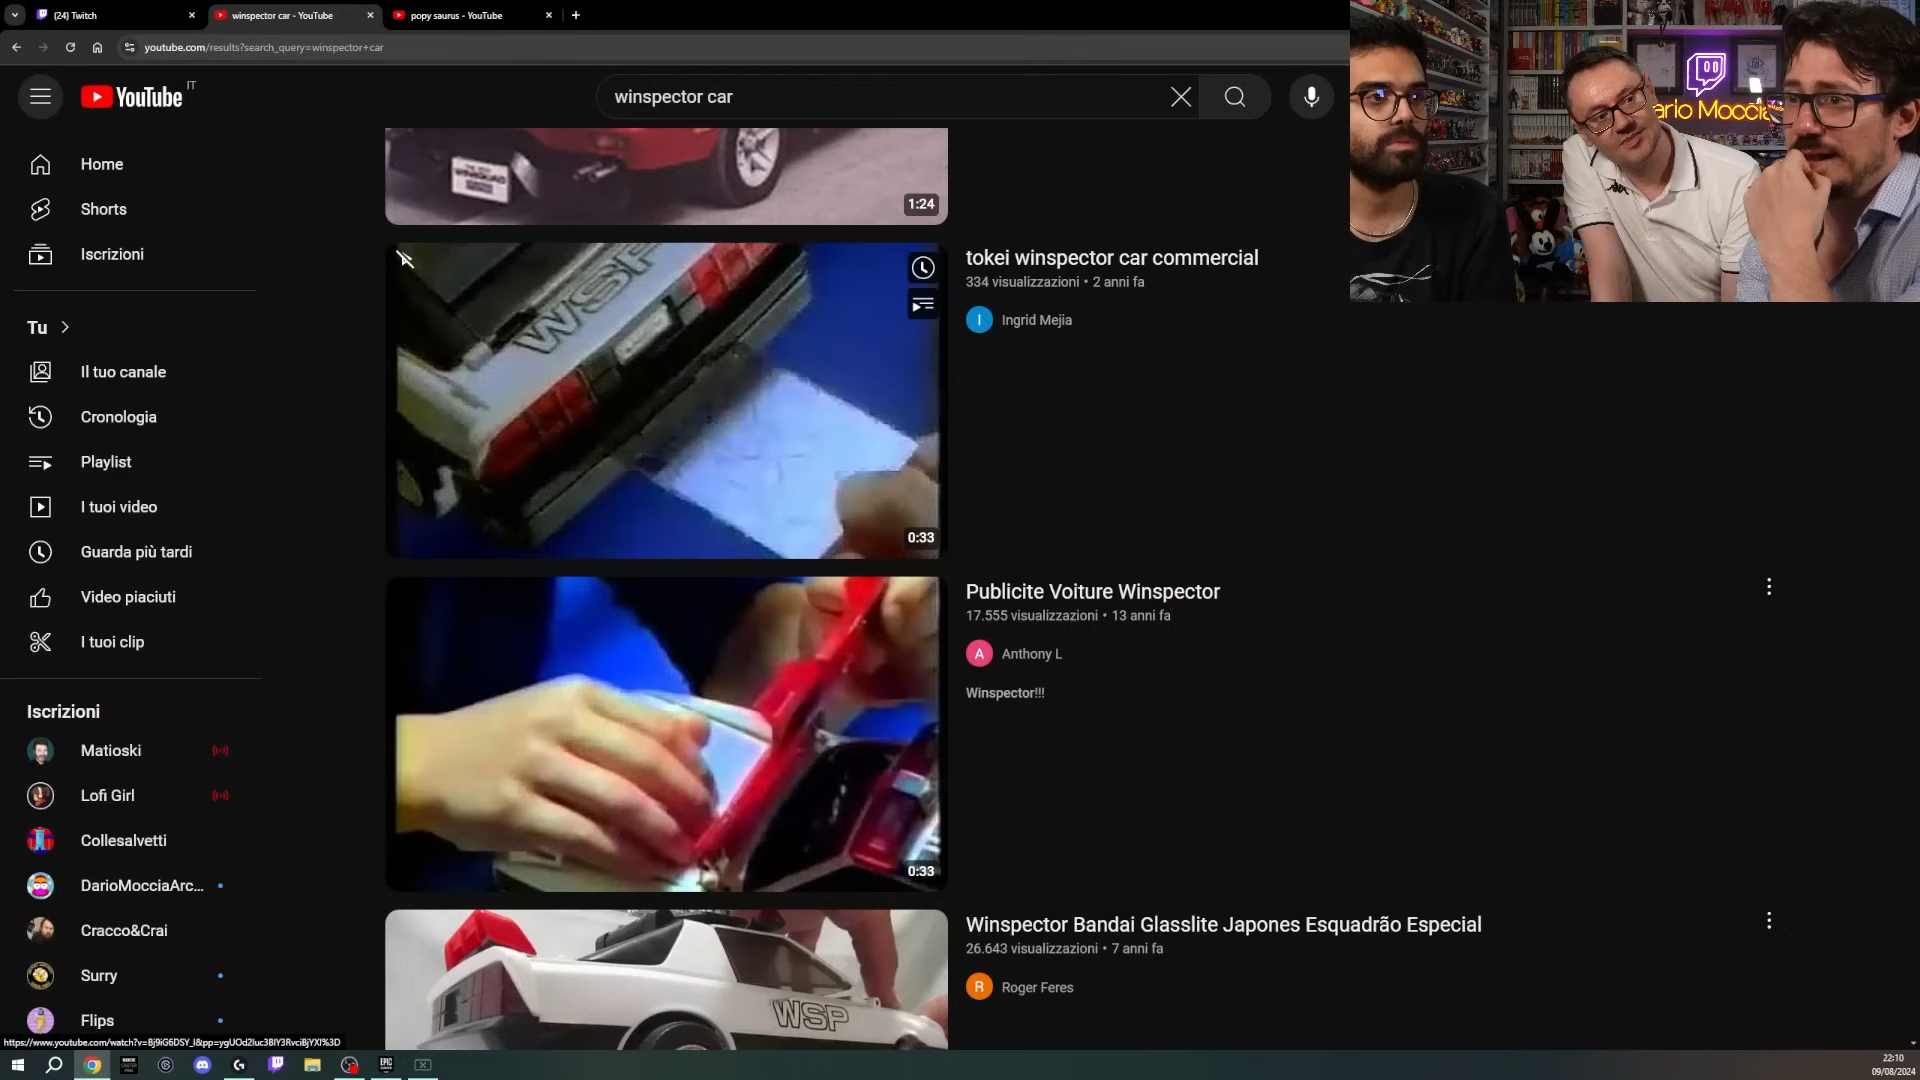 (24) Twitch
winspector car - YouTube
popy saurus - YouTube
youtube.com/results?search_query=winspector+car
YouTube IT
winspector car
Home
Shorts
Iscrizioni
Tu
Il tuo canale
Cronologia
Playlist
I tuoi video
Guarda più tardi
Video piaciuti
I tuoi clip
Iscrizioni
Matioski
Lofi Girl
Collesalvetti
DarioMocciaArc...
Cracco&Crai
Surry
Flips
1:24
WSP
0:33
tokei winspector car commercial
334 visualizzazioni • 2 anni fa
I
Ingrid Mejia
0:33
Publicite Voiture Winspector
17.555 visualizzazioni • 13 anni fa
A
Anthony L
Winspector!!!
WSP
Winspector Bandai Glasslite Japones Esquadrão Especial
26.643 visualizzazioni • 7 anni fa
R
Roger Feres
ario Moccia
22:10
09/08/2024